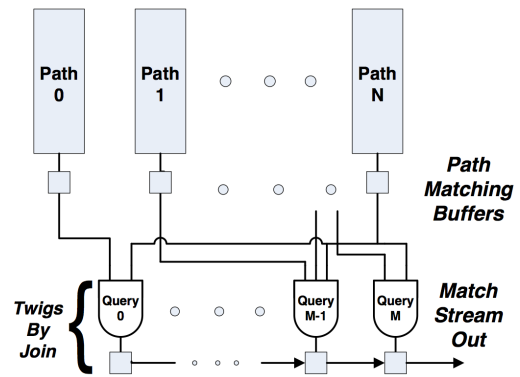 Path
0
Path
1
Path
N
Path
Matching
Buffers
Twigs
By
Join
Query
0
Query
M-1
Query
M
Match
Stream
Out